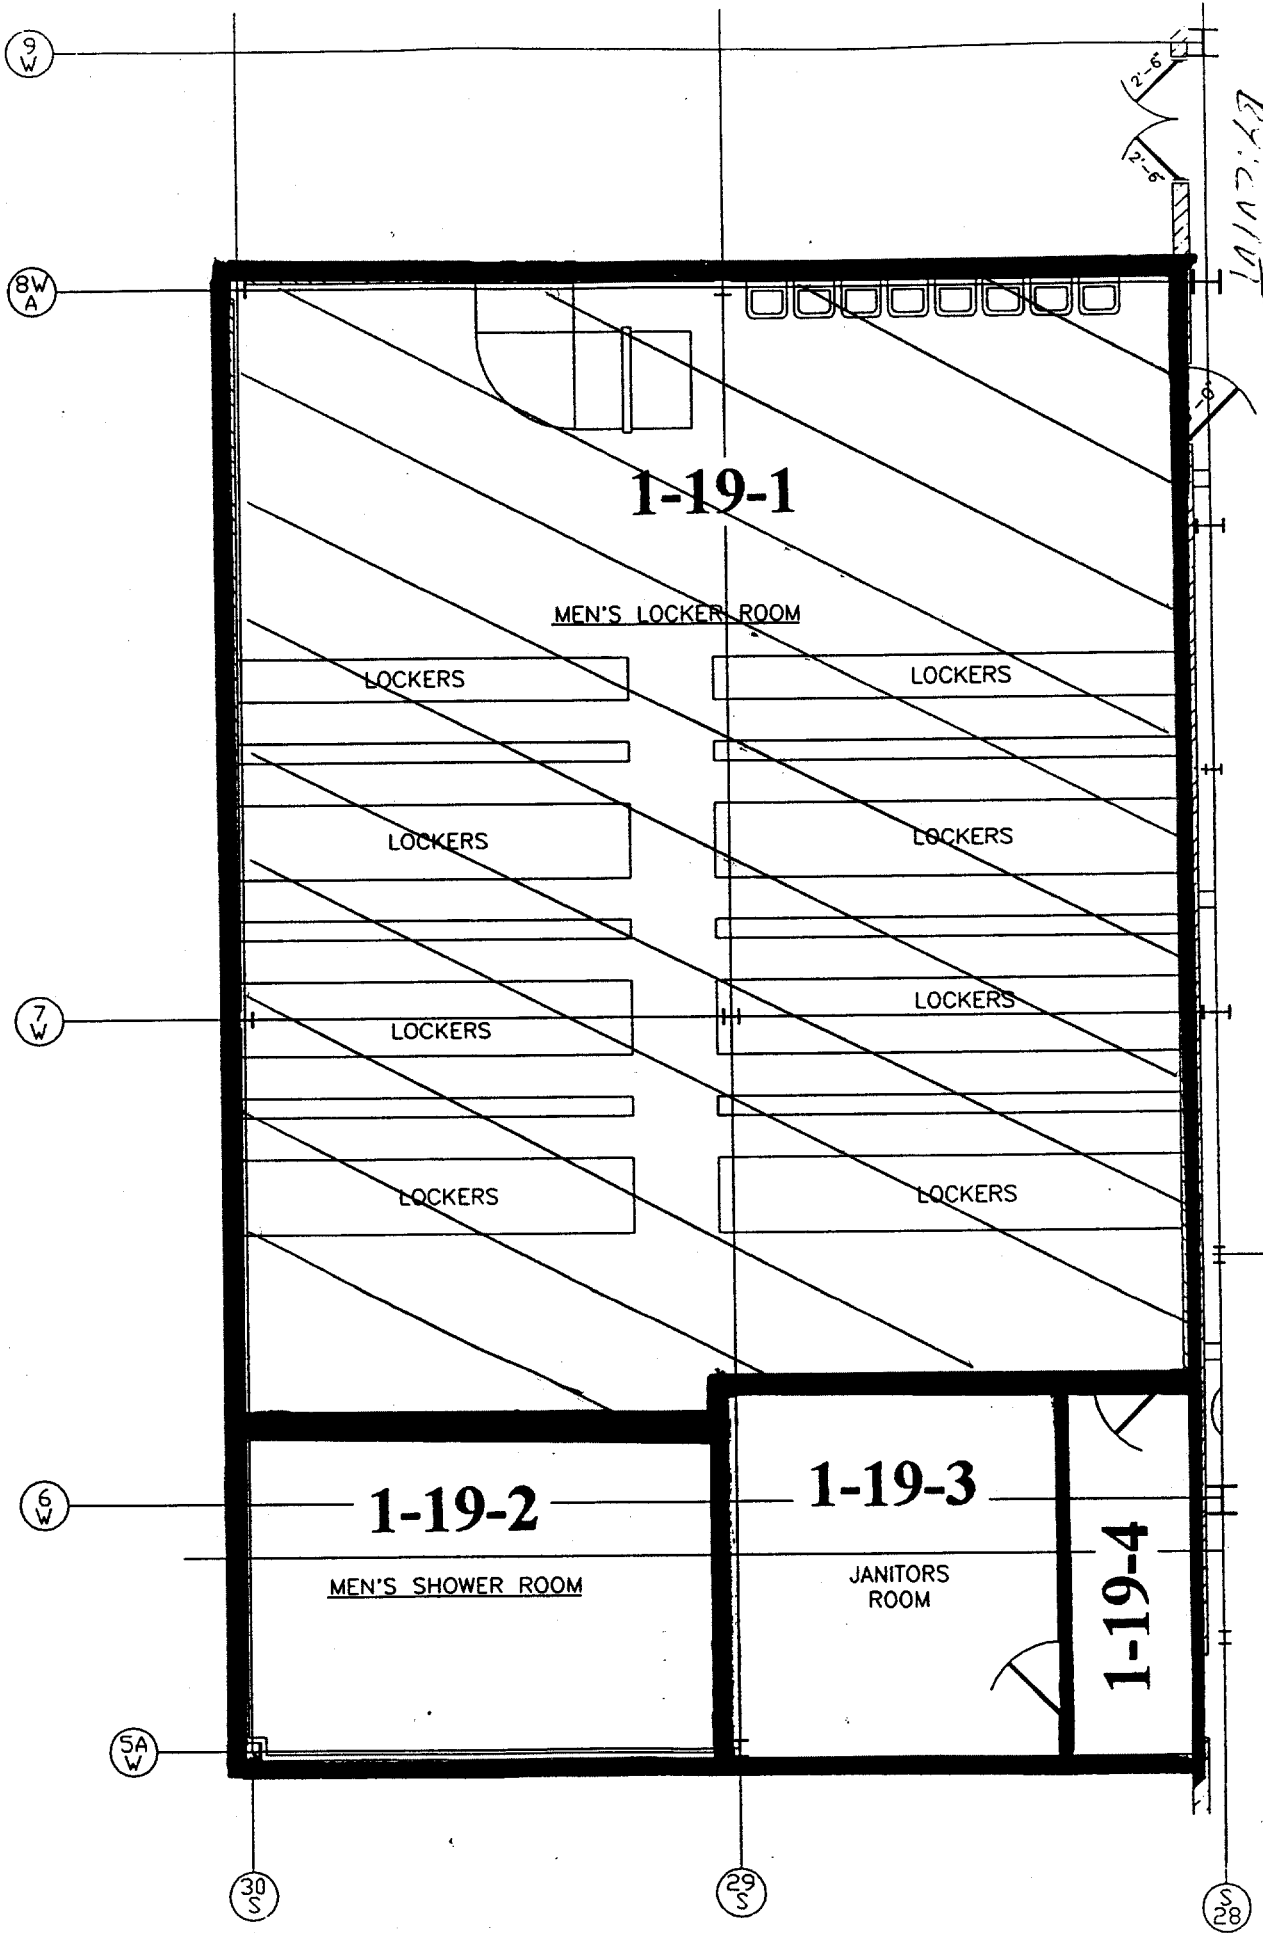 9
W
2'-6"
2'-6"
8W
A
1-19-1
MEN'S LOCKER ROOM
LOCKERS
LOCKERS
LOCKERS
LOCKERS
7
W
LOCKERS
LOCKERS
LOCKERS
LOCKERS
6
W
1-19-2
1-19-3
1-19-4
MEN'S SHOWER ROOM
JANITORS
ROOM
5A
W
30
S
29
S
S
28